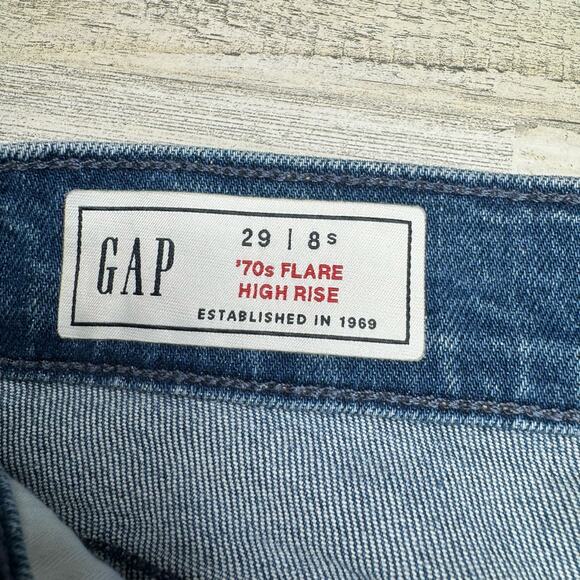 GAP
29 | 8s
'70s FLARE
HIGH RISE
ESTABLISHED IN 1969